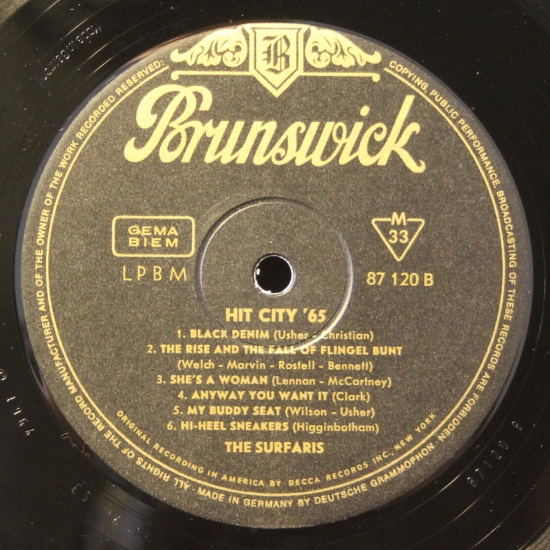 B
Brunswick
GEMA
BIEM
LPBM
M
33
87 120 B
HIT CITY '65
1. BLACK DENIM (Usher - Christian)
2. THE RISE AND THE FALL OF FLINGEL BUNT
(Welch - Marvin - Rostell - Bennett)
3. SHE'S A WOMAN (Lennon - McCartney)
4. ANYWAY YOU WANT IT (Clark)
5. MY BUDDY SEAT (Wilson - Usher)
6. HI-HEEL SNEAKERS (Higginbotham)
THE SURFARIS
ORIGINAL RECORDING IN AMERICA BY DECCA RECORDS INC., NEW YORK
ALL RIGHTS OF THE RECORD MANUFACTURER AND OF THE OWNER OF THE WORK RECORDED RESERVED; COPYING, PUBLIC PERFORMANCE, BROADCASTING OF THESE RECORDS ARE FORBIDDEN.
MADE IN GERMANY BY DEUTSCHE GRAMMOPHON